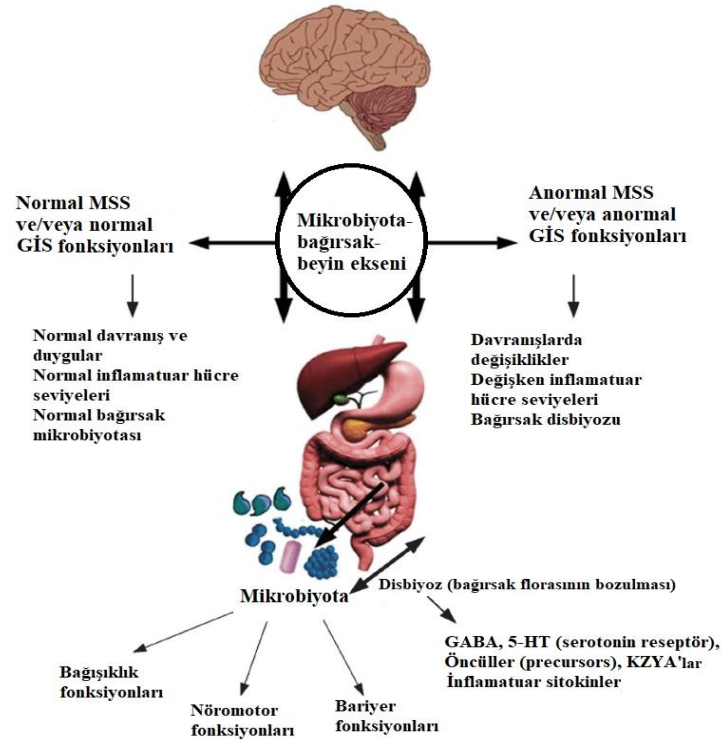 Normal MSS
ve/veya normal
GİS fonksiyonları
Mikrobiyota-
bağırsak-
beyin ekseni
Anormal MSS
ve/veya anormal
GİS fonksiyonları
Normal davranış ve
duygular
Normal inflamatuar hücre
seviyeleri
Normal bağırsak
mikrobiyotası
Davranışlarda
değişiklikler
Değişken inflamatuar
hücre seviyeleri
Bağırsak disbiyozu
Mikrobiyota
Disbiyoz (bağırsak florasının bozulması)
GABA, 5-HT (serotonin reseptör),
Öncüller (precursors), KZYA'lar
İnflamatuar sitokinler
Bağışıklık
fonksiyonları
Nöromotor
fonksiyonları
Bariyer
fonksiyonları